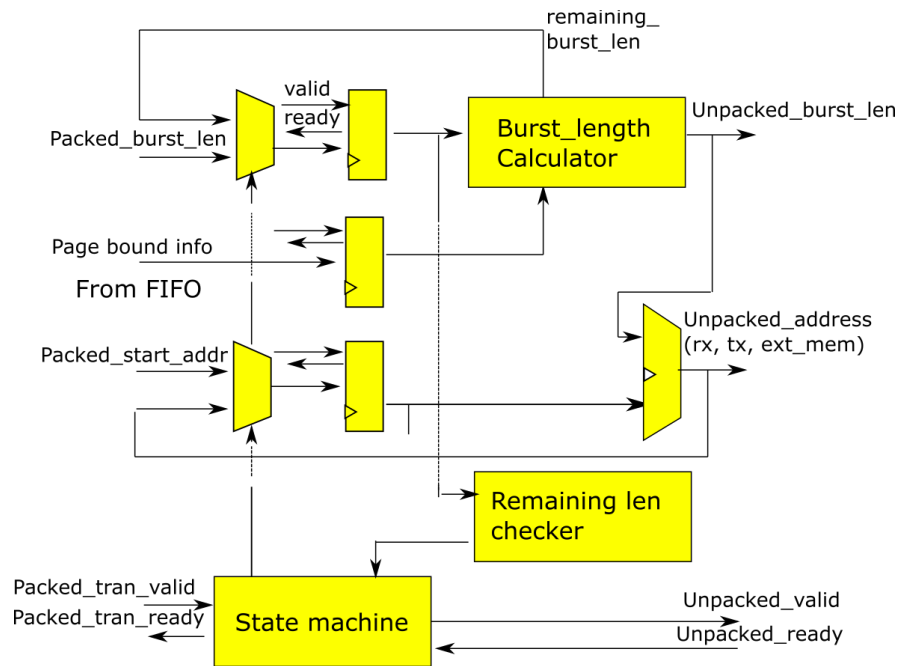 remaining_
burst_len
valid
ready
Packed_burst_len
Burst_length
Calculator
Unpacked_burst_len
Page bound info
From FIFO
Packed_start_addr
Unpacked_address
(rx, tx, ext_mem)
Remaining len
checker
Packed_tran_valid
Packed_tran_ready
State machine
Unpacked_valid
Unpacked_ready